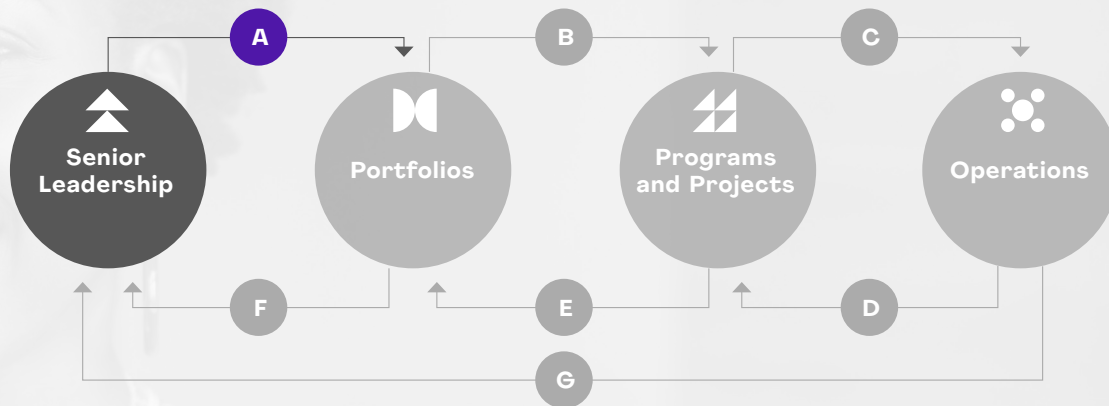 A
B
C
Senior
Leadership
Portfolios
Programs
and Projects
Operations
F
E
D
G